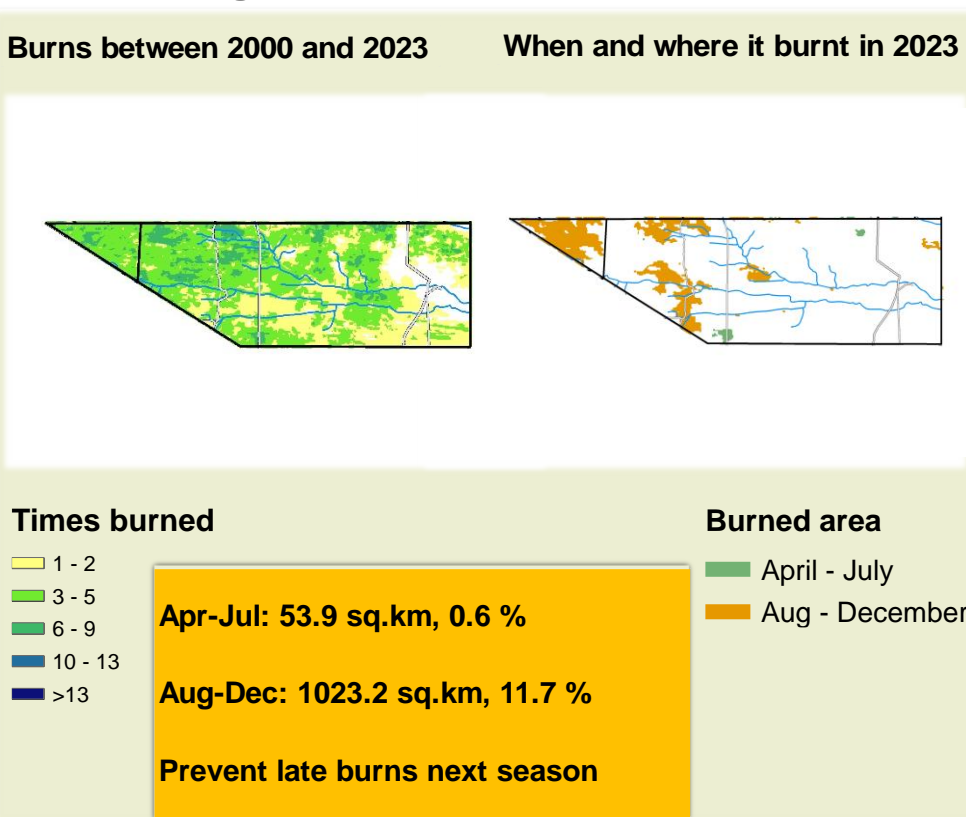 Burns between 2000 and 2023
When and where it burnt in 2023
Times burned
1 - 2
3 - 5
6 - 9
10 - 13
>13
Apr-Jul: 53.9 sq.km, 0.6 %
Aug-Dec: 1023.2 sq.km, 11.7 %
Prevent late burns next season
Burned area
April - July
Aug - December